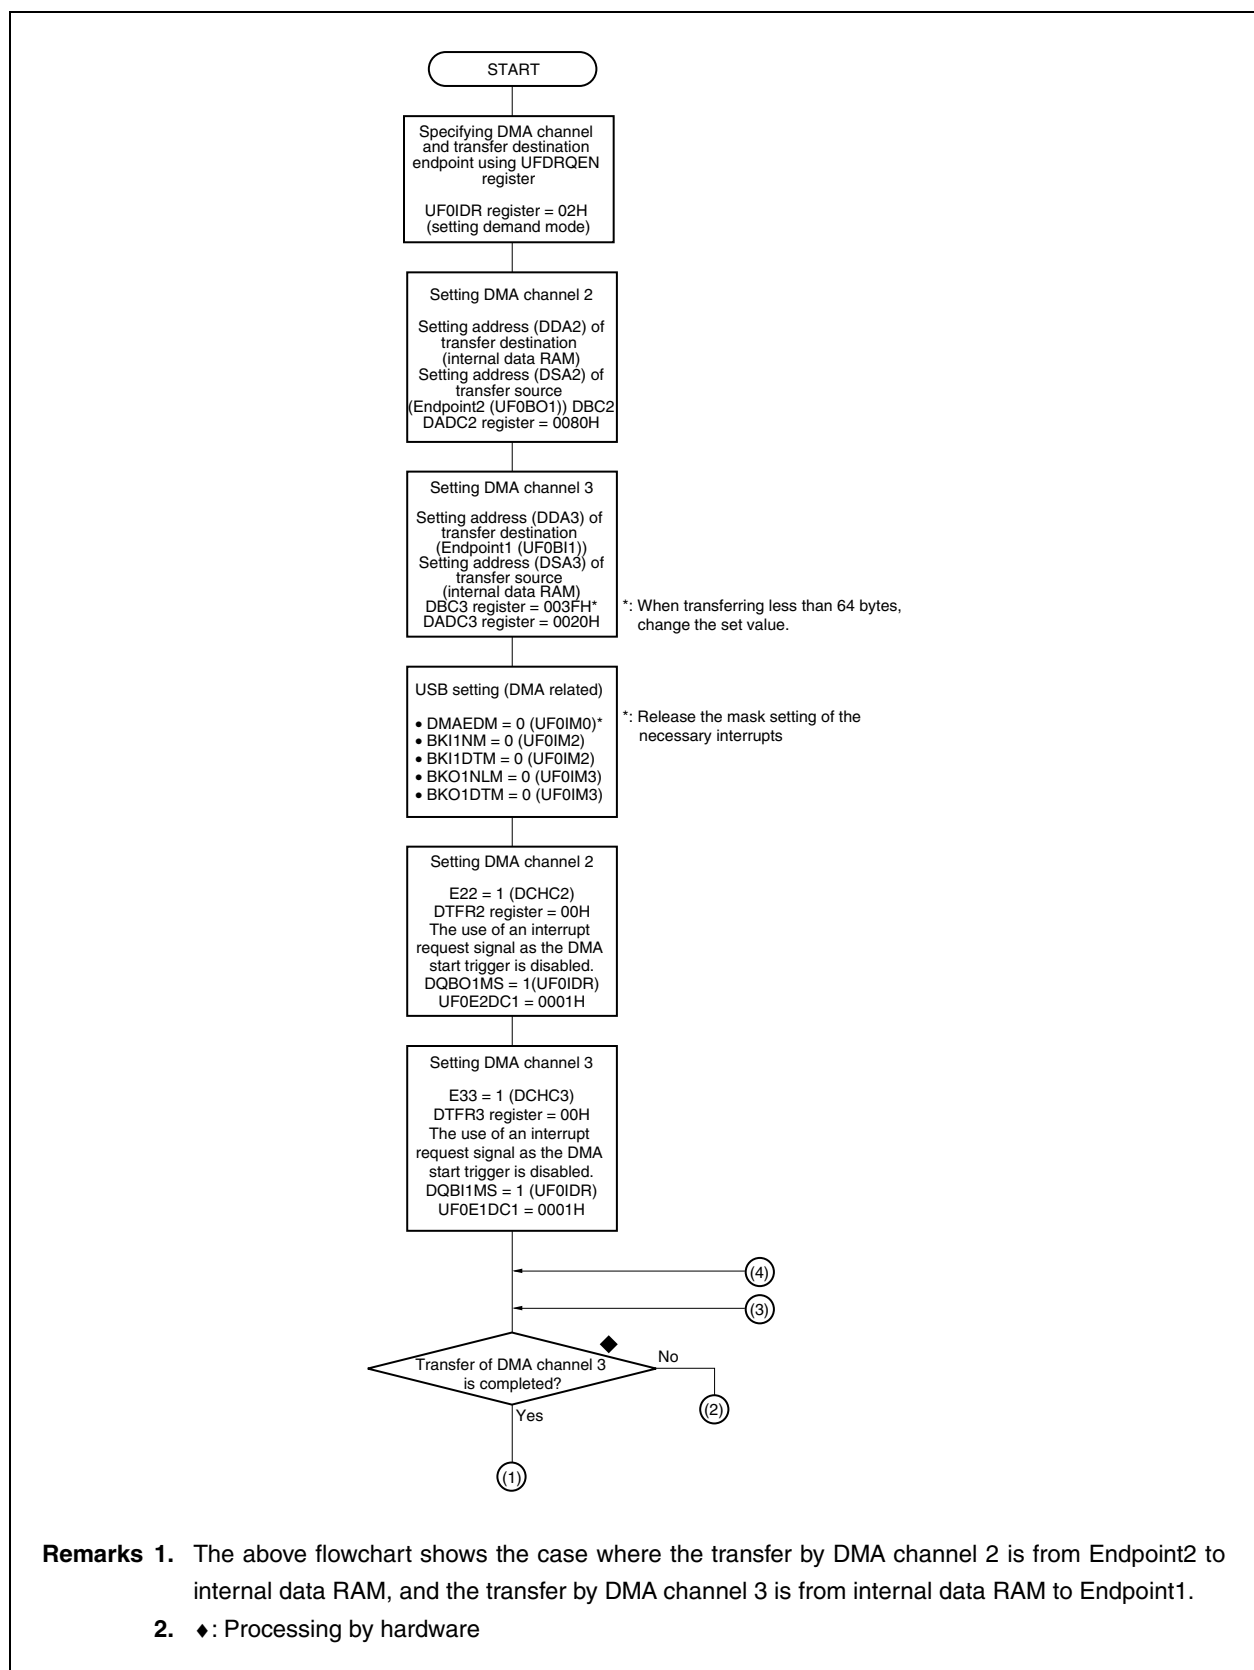 START
Specifying DMA channel
and transfer destination
endpoint using UFDRQEN
register
UF0IDR register = 02H
(setting demand mode)
Setting DMA channel 2
Setting address (DDA2) of
transfer destination
(internal data RAM)
Setting address (DSA2) of
transfer source
(Endpoint2 (UF0BO1)) DBC2
DADC2 register = 0080H
Setting DMA channel 3
Setting address (DDA3) of
transfer destination
(Endpoint1 (UF0BI1))
Setting address (DSA3) of
transfer source
(internal data RAM)
DBC3 register = 003FH*
DADC3 register = 0020H
*: When transferring less than 64 bytes,
change the set value.
USB setting (DMA related)
• DMAEDM = 0 (UF0IM0)*
• BKI1NM = 0 (UF0IM2)
• BKI1DTM = 0 (UF0IM2)
• BKO1NLM = 0 (UF0IM3)
• BKO1DTM = 0 (UF0IM3)
*: Release the mask setting of the
necessary interrupts
Setting DMA channel 2
E22 = 1 (DCHC2)
DTFR2 register = 00H
The use of an interrupt
request signal as the DMA
start trigger is disabled.
DQBO1MS = 1(UF0IDR)
UF0E2DC1 = 0001H
Setting DMA channel 3
E33 = 1 (DCHC3)
DTFR3 register = 00H
The use of an interrupt
request signal as the DMA
start trigger is disabled.
DQBI1MS = 1 (UF0IDR)
UF0E1DC1 = 0001H
(4)
(3)
Transfer of DMA channel 3
is completed?
No
(2)
Yes
(1)
Remarks 1. The above flowchart shows the case where the transfer by DMA channel 2 is from Endpoint2 to
internal data RAM, and the transfer by DMA channel 3 is from internal data RAM to Endpoint1.
2. ♦: Processing by hardware